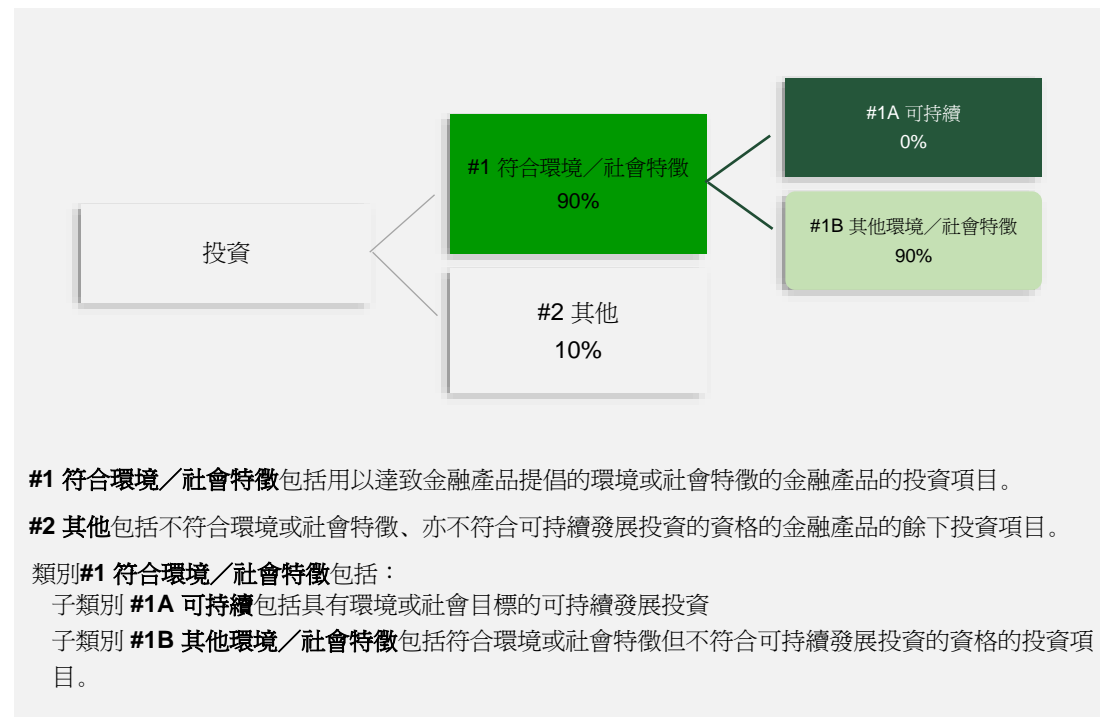 #1A 可持續
0%
#1 符合環境／社會特徵
90%
#1B 其他環境／社會特徵
90%
投資
#2 其他
10%
#1 符合環境／社會特徵包括用以達致金融產品提倡的環境或社會特徵的金融產品的投資項目。
#2 其他包括不符合環境或社會特徵、亦不符合可持續發展投資的資格的金融產品的餘下投資項目。
類別#1 符合環境／社會特徵包括：
子類別 #1A 可持續包括具有環境或社會目標的可持續發展投資
子類別 #1B 其他環境／社會特徵包括符合環境或社會特徵但不符合可持續發展投資的資格的投資項
目。